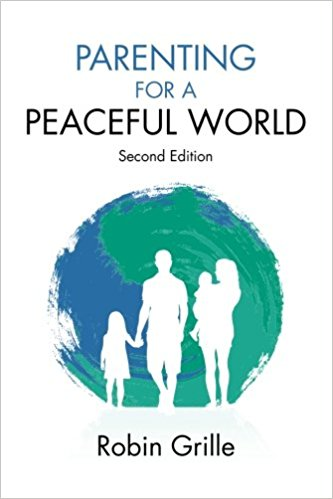 PARENTING
FOR A
PEACEFUL WORLD
Second Edition
Robin Grille